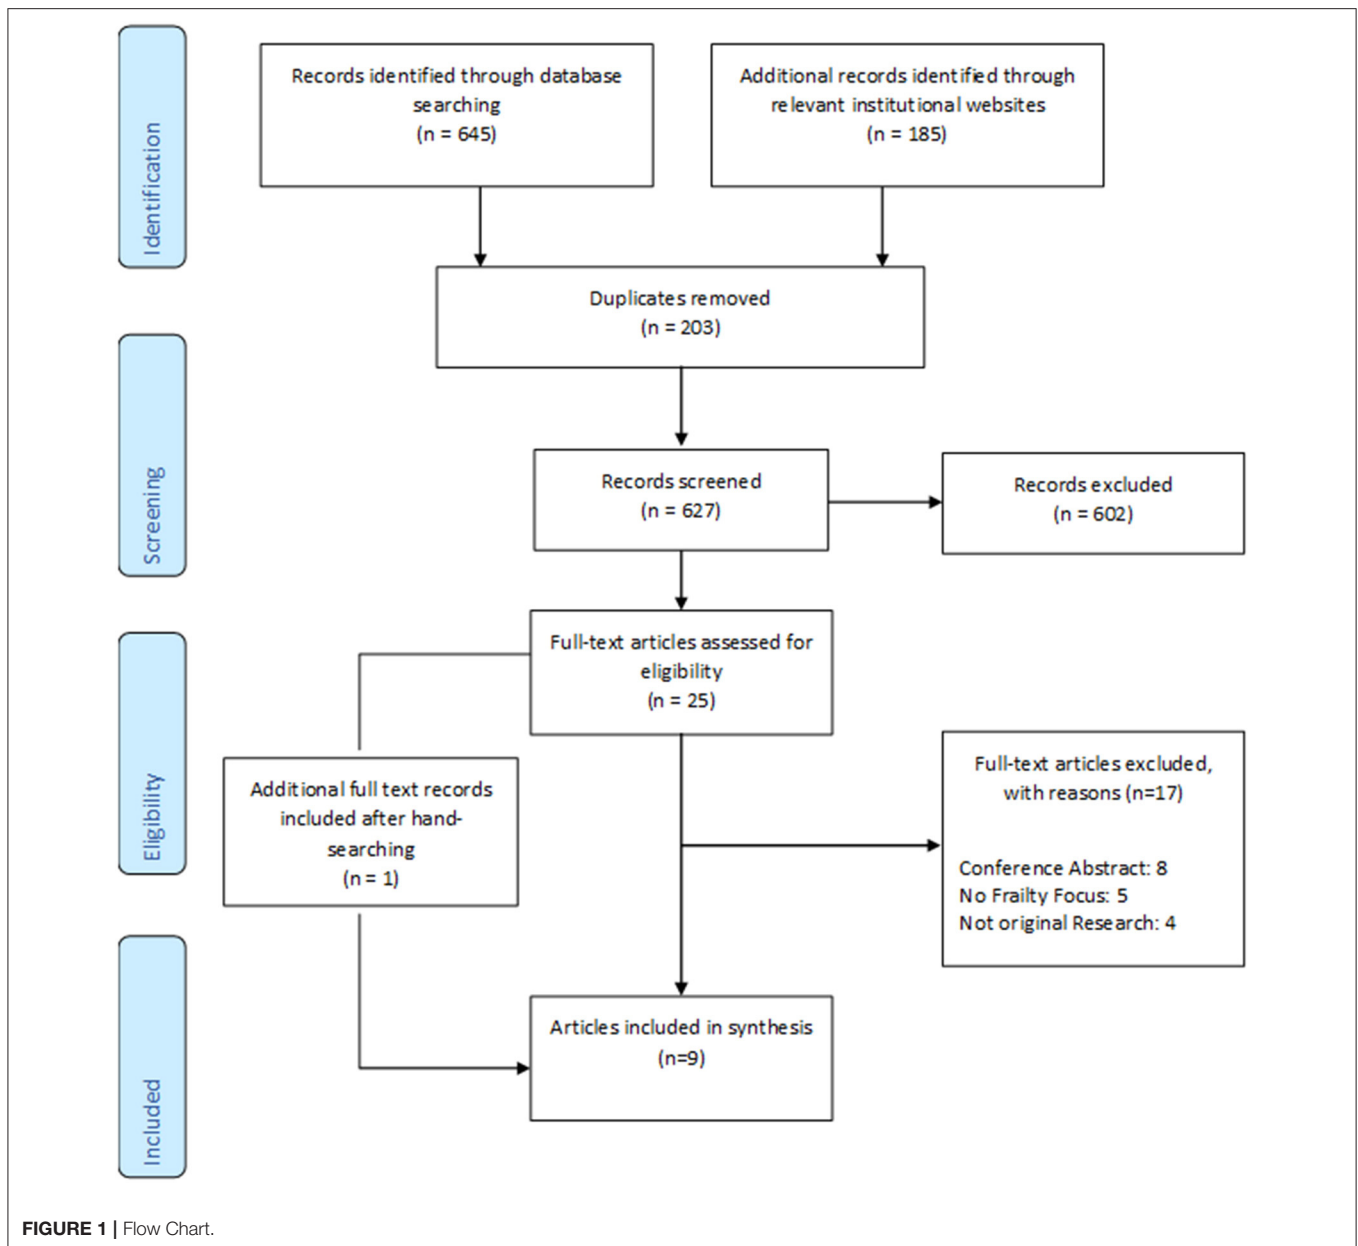 Identification
Records identified through database
searching
(n = 645)
Additional records identified through
relevant institutional websites
(n = 185)
Duplicates removed
(n = 203)
Screening
Records screened
(n = 627)
Records excluded
(n = 602)
Eligibility
Full-text articles assessed for
eligibility
(n = 25)
Additional full text records
included after hand-
searching
(n = 1)
Full-text articles excluded,
with reasons (n=17)
Conference Abstract: 8
No Frailty Focus: 5
Not original Research: 4
Included
Articles included in synthesis
(n=9)
FIGURE 1 | Flow Chart.